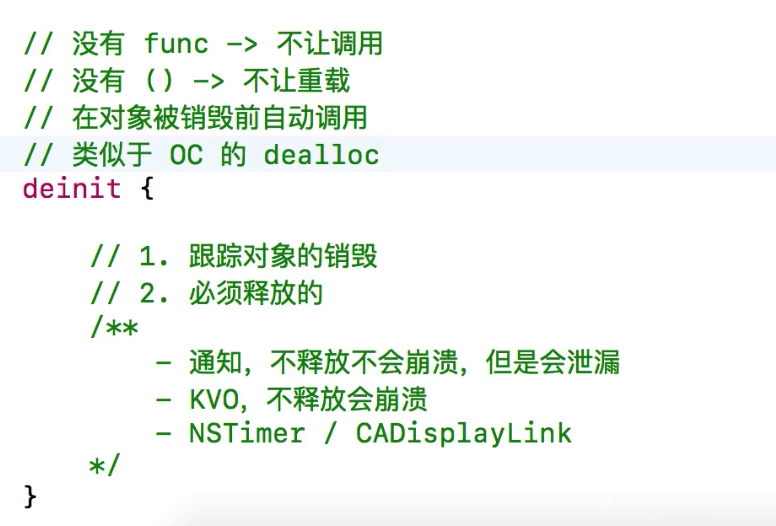 // 没有 func -> 不让调用
// 没有 () -> 不让重载
// 在对象被销毁前自动调用
// 类似于 OC 的 dealloc
deinit {
// 1. 跟踪对象的销毁
// 2. 必须释放的
/**
- 通知，不释放不会崩溃，但是会泄漏
- KVO，不释放会崩溃
- NSTimer / CADisplayLink
*/
}